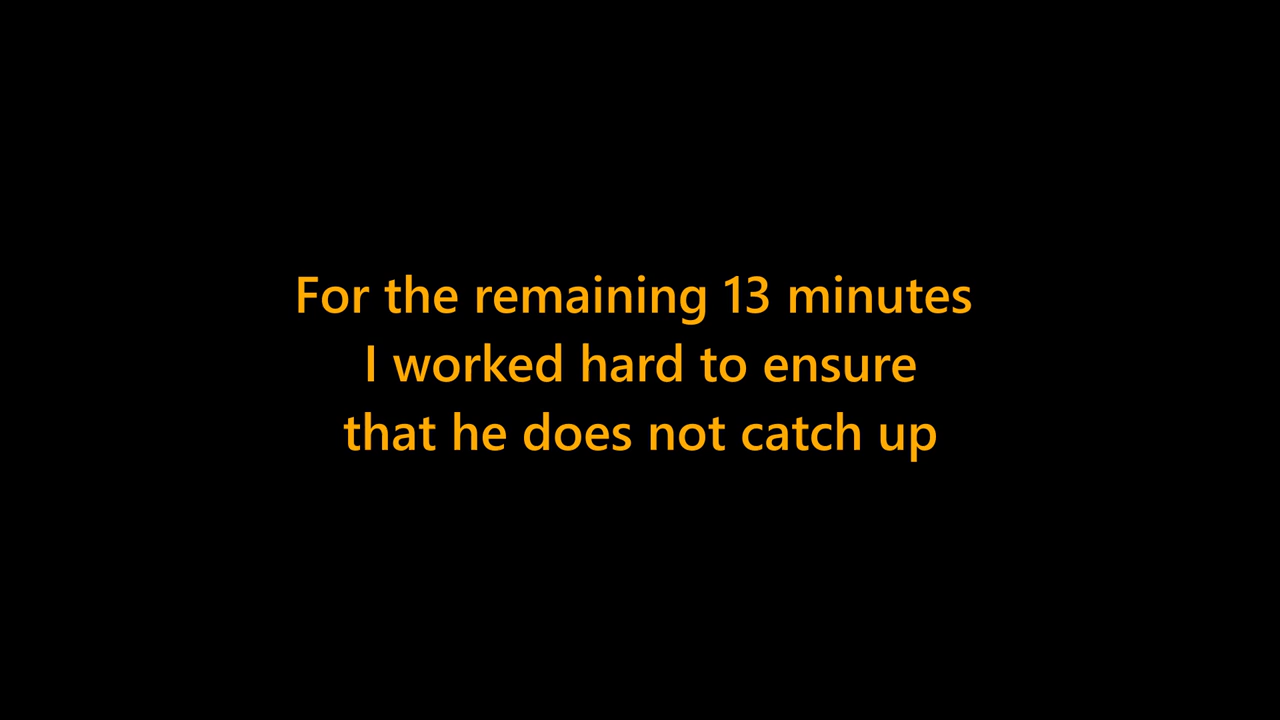 For the remaining 13 minutes
I worked hard to ensure
that he does not catch up